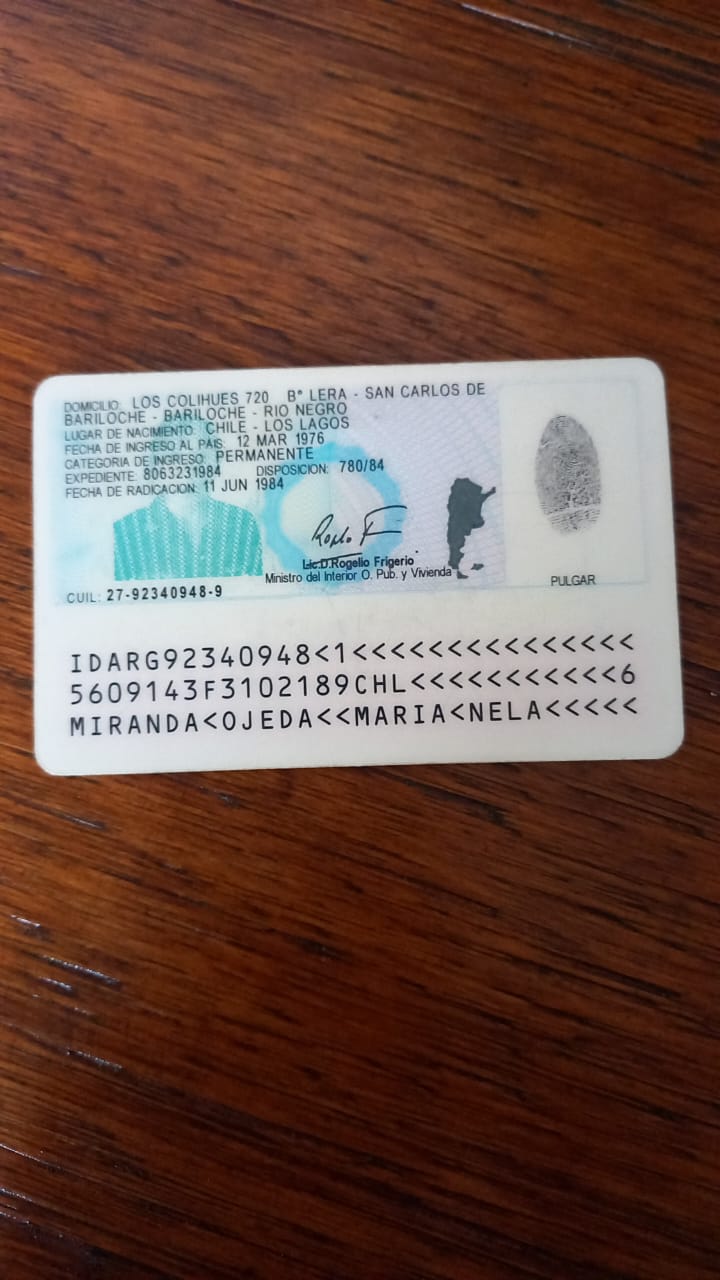 DOMICILIO: LOS COLIHUES 720 Bº LERA - SAN CARLOS DE
BARILOCHE - BARILOCHE - RIO NEGRO
LUGAR DE NACIMIENTO: CHILE - LOS LAGOS
FECHA DE INGRESO AL PAIS: 12 MAR 1976
CATEGORIA DE INGRESO: PERMANENTE
EXPEDIENTE: 8063231984 DISPOSICION: 780/84
FECHA DE RADICACION: 11 JUN 1984
Lic.D.Rogelio Frigerio
Ministro del Interior O. Pub. y Vivienda
PULGAR
CUIL: 27-92340948-9
IDARG92340948<1<<<<<<<<<<<<<<<
5609143F3102189CHL<<<<<<<<<<<6
MIRANDA<OJEDA<<MARIA<NELA<<<<<